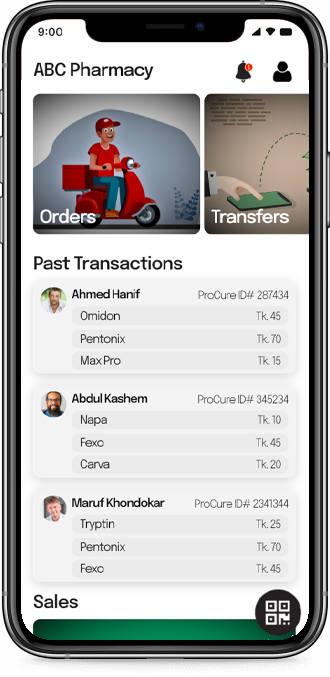 9:00
ABC Pharmacy
1
Orders
Transfers
Past Transactions
Ahmed Hanif ProCure ID# 287434
Omidon Tk. 45
Pentonix Tk. 70
Max Pro Tk. 15
Abdul Kashem ProCure ID# 345234
Napa Tk. 10
Fexo Tk. 45
Carva Tk. 20
Maruf Khondokar ProCure ID# 2341344
Tryptin Tk. 25
Pentonix Tk. 70
Fexo Tk. 45
Sales